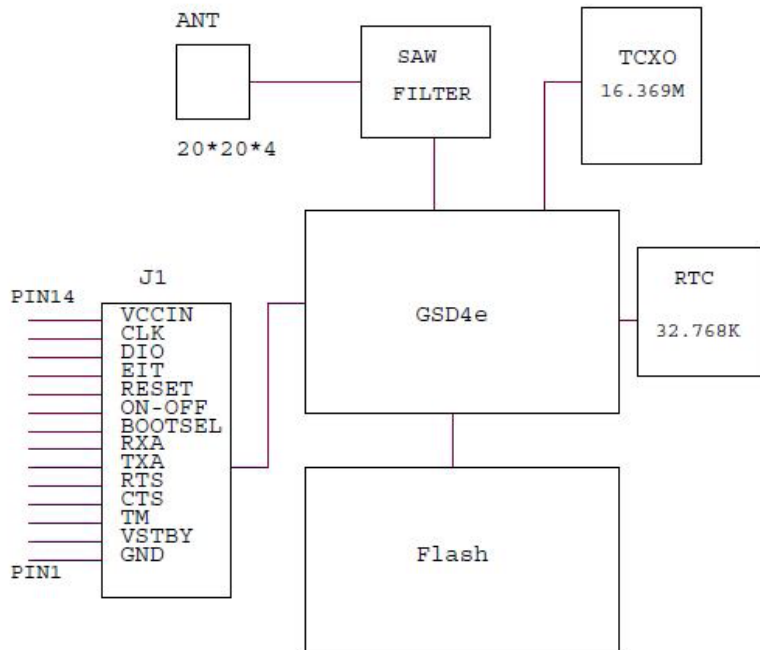 ANT
SAW
FILTER
TCXO
16.369M
20*20*4
J1
PIN14
VCCIN
CLK
DIO
EIT
RESET
ON-OFF
BOOTSEL
RXA
TXA
RTS
CTS
TM
VSTBY
GND
PIN1
GSD4e
RTC
32.768K
Flash